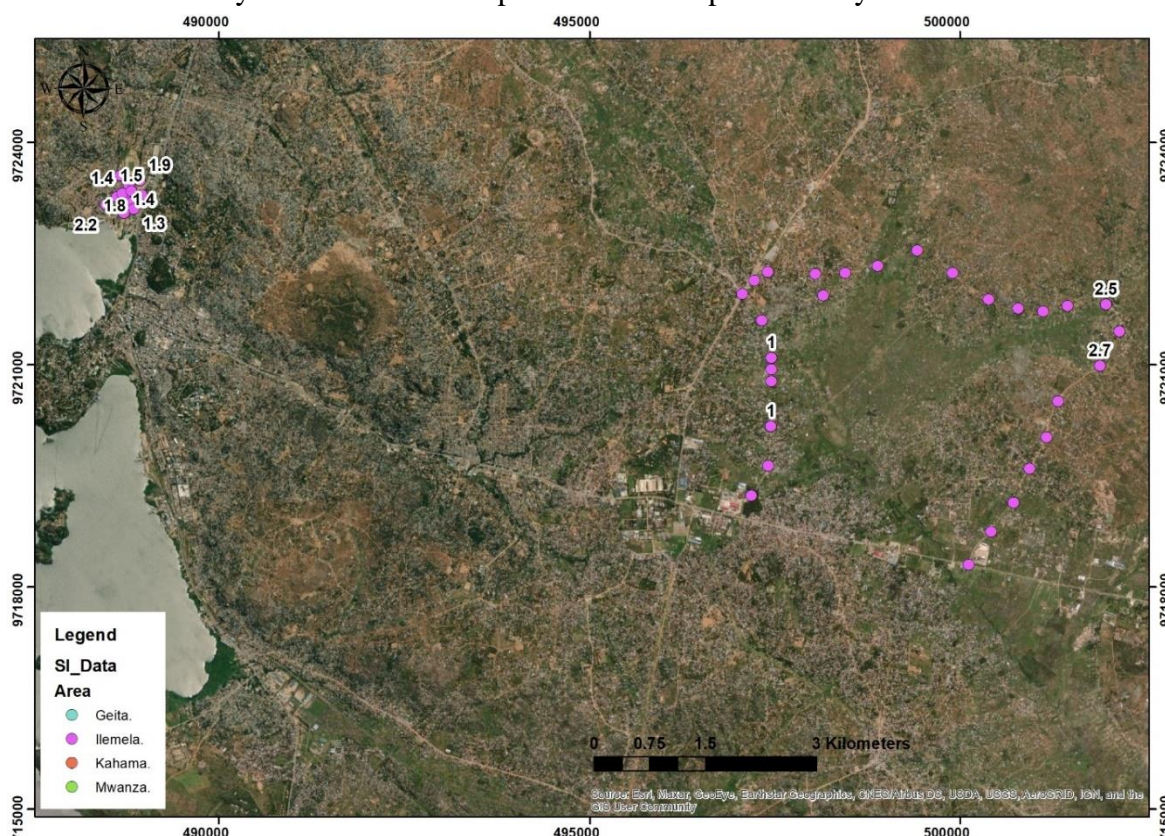 490000 495000 500000
N
W E
S
9724000 9724000
1.4 1.5 1.9
1.8 1.4
2.2 1.3
2.5
1
2.7
9721000
1
9718000
Legend
SI_Data
Area
Geita.
Ilemela.
Kahama.
Mwanza.
0 0.75 1.5 3 Kilometers
Source: Esri, Maxar, GeoEye, Earthstar Geographics, CNES/Airbus DS, USDA, USGS, AeroGRID, IGN, and the
GIS User Community
490000 495000 500000